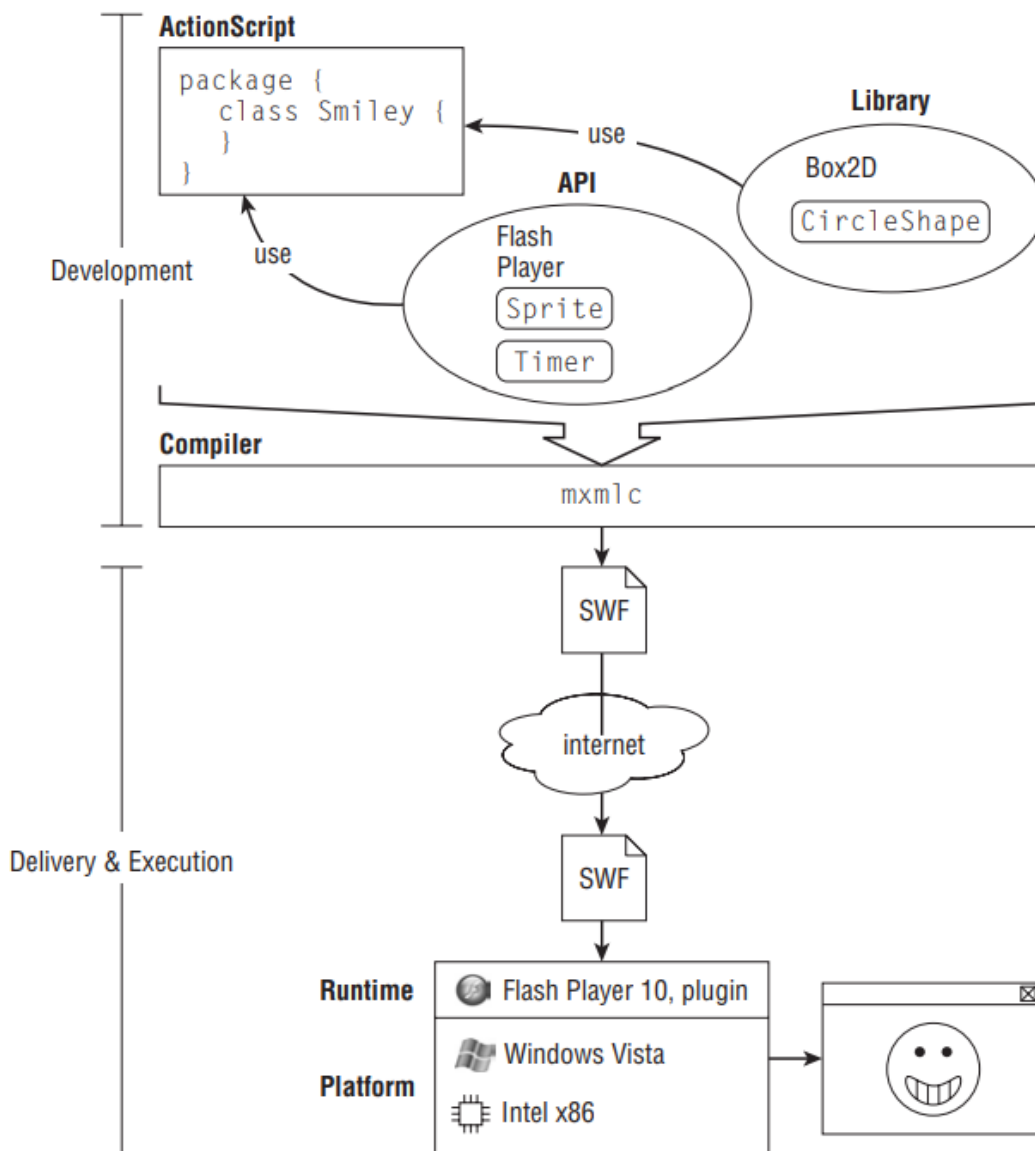 ActionScript
package {
class Smiley {
}
}
use
Library
Box2D
CircleShape
API
Flash
Player
Sprite
Timer
use
Development
Compiler
mxmlc
SWF
internet
Delivery & Execution
SWF
Runtime
Flash Player 10, plugin
Windows Vista
Platform
Intel x86